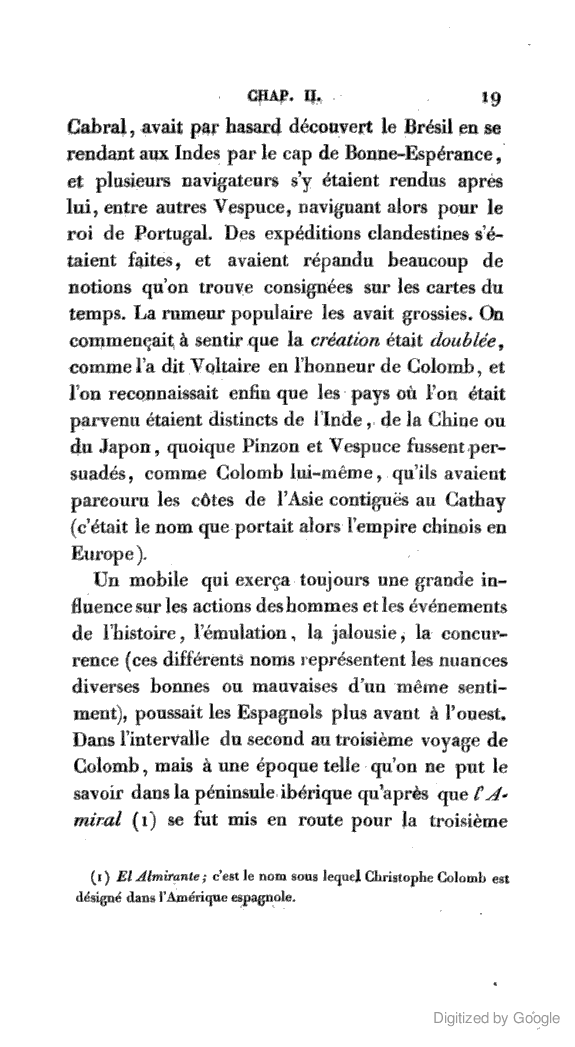 CHAP. II. 19
Cabral, avait par hasard découvert le Brésil en se
rendant aux Indes par le cap de Bonne-Espérance,
et plusieurs navigateurs s'y étaient rendus après
lui, entre autres Vespuce, naviguant alors pour le
roi de Portugal. Des expéditions clandestines s'é-
taient faites, et avaient répandu beaucoup de
notions qu'on trouve consignées sur les cartes du
temps. La rumeur populaire les avait grossies. On
commençait à sentir que la création était doublée,
comme l'a dit Voltaire en l'honneur de Colomb, et
l'on reconnaissait enfin que les pays où l'on était
parvenu étaient distincts de l'Inde, de la Chine ou
du Japon, quoique Pinzon et Vespuce fussent per-
suadés, comme Colomb lui-même, qu'ils avaient
parcouru les côtes de l'Asie contiguës au Cathay
(c'était le nom que portait alors l'empire chinois en
Europe).
Un mobile qui exerça toujours une grande in-
fluence sur les actions des hommes et les événements
de l'histoire, l'émulation, la jalousie, la concur-
rence (ces différents noms représentent les nuances
diverses bonnes ou mauvaises d'un même senti-
ment), poussait les Espagnols plus avant à l'ouest.
Dans l'intervalle du second au troisième voyage de
Colomb, mais à une époque telle qu'on ne put le
savoir dans la péninsule ibérique qu'après que l'A-
miral (1) se fut mis en route pour la troisième
(1) El Almirante; c'est le nom sous lequel Christophe Colomb est
désigné dans l'Amérique espagnole.
Digitized by Google